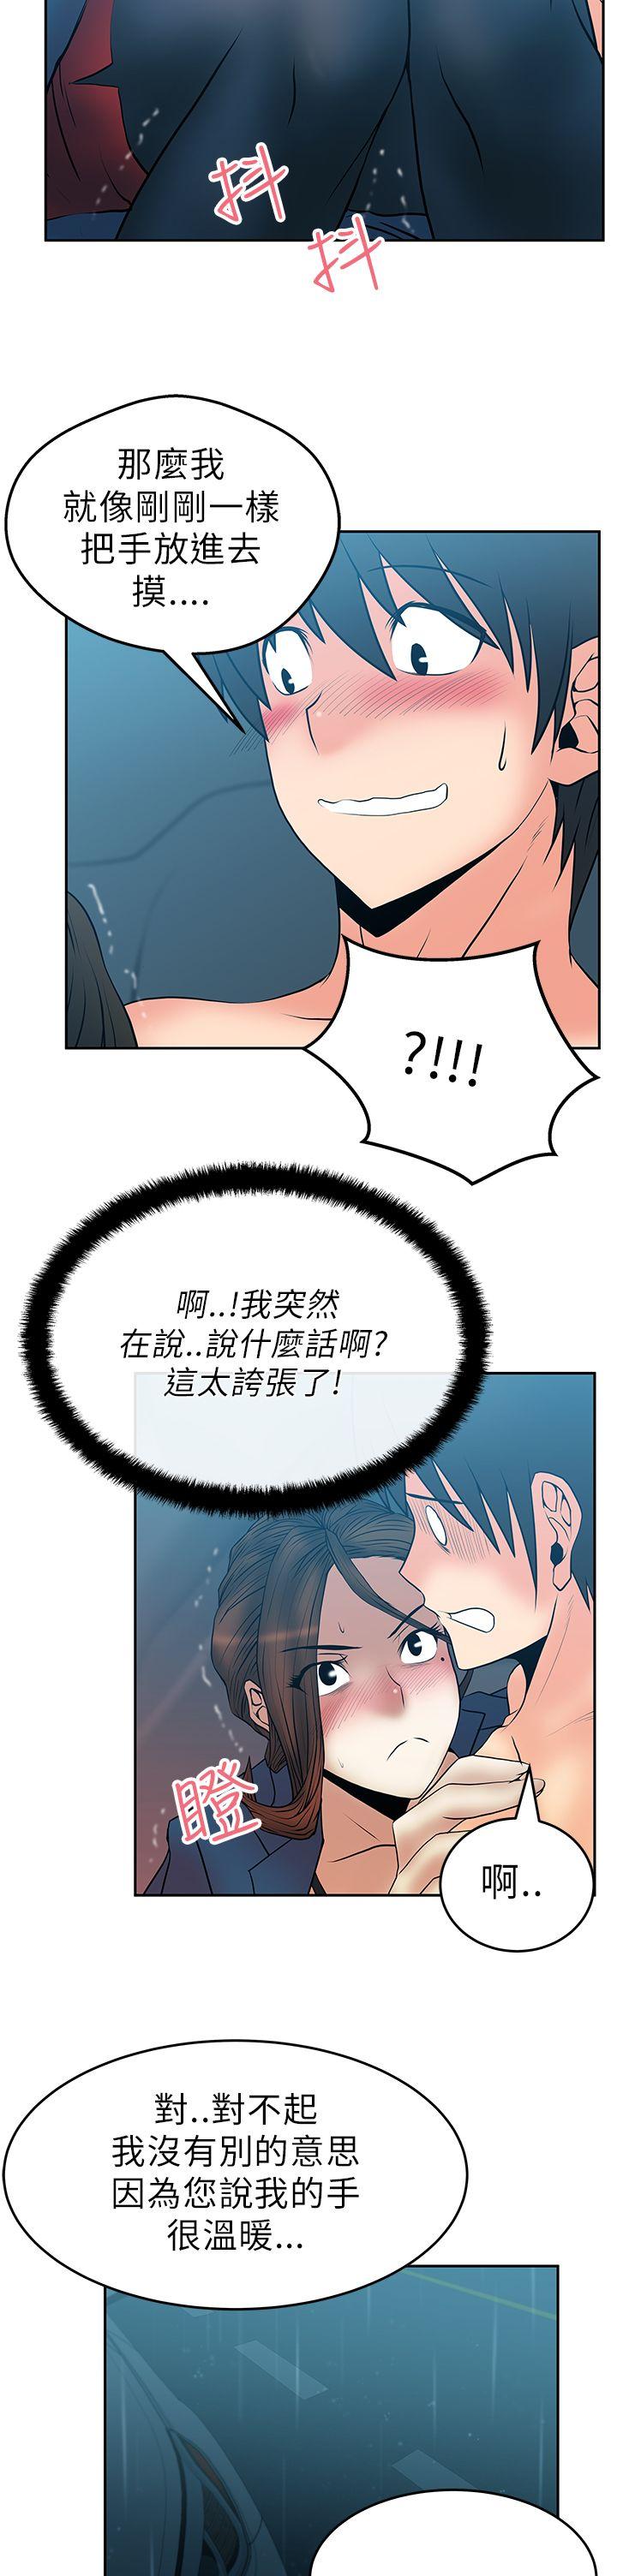 抖
抖
那麼我
就像剛剛一樣
把手放進去
摸....
?!!!
啊..!我突然
在說..說什麼話啊?
這太誇張了!
瞪
啊..
對..對不起
我沒有別的意思
因為您說我的手
很溫暖...